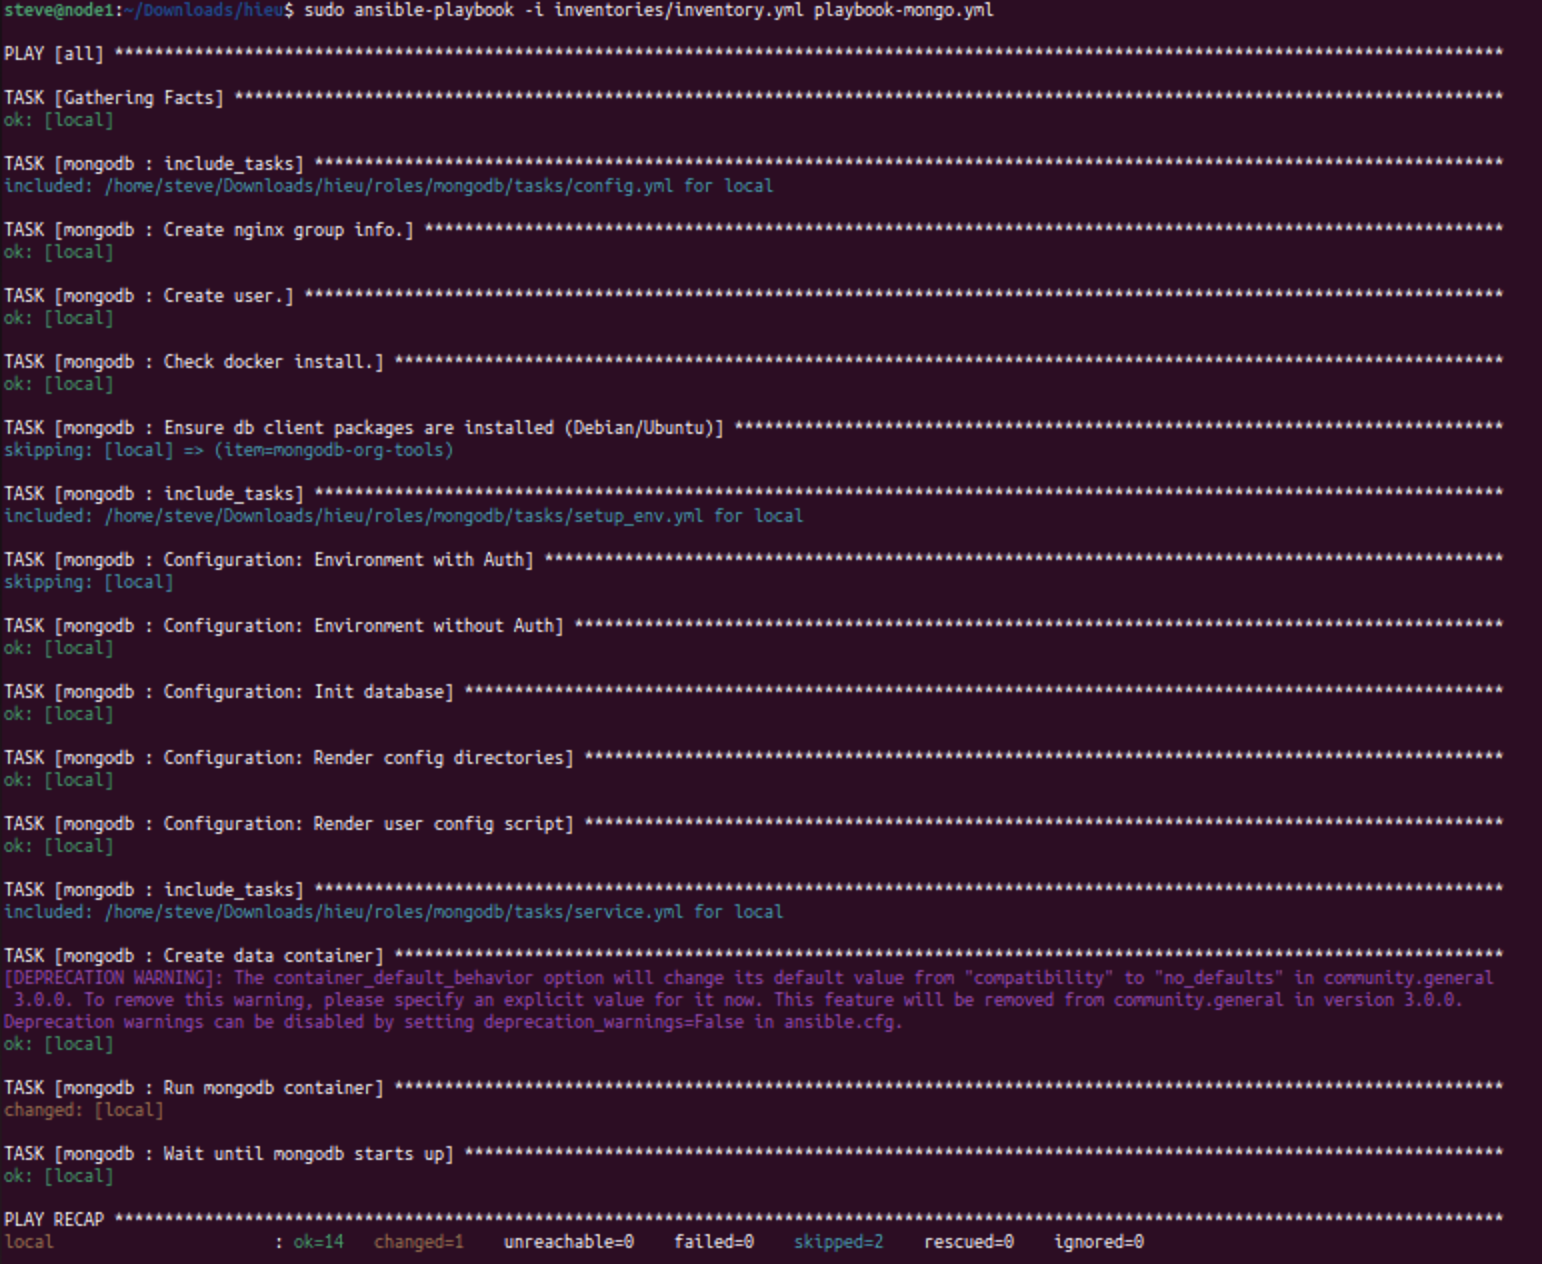 steve@node1:~/Downloads/hieu$ sudo ansible-playbook -i inventories/inventory.yml playbook-mongo.yml
PLAY [all] *******************************************************************************************************************************************
TASK [Gathering Facts] *******************************************************************************************************************************
ok: [local]
TASK [mongodb : include_tasks] ***********************************************************************************************************************
included: /home/steve/Downloads/hieu/roles/mongodb/tasks/config.yml for local
TASK [mongodb : Create nginx group info.] ************************************************************************************************************
ok: [local]
TASK [mongodb : Create user.] ************************************************************************************************************************
ok: [local]
TASK [mongodb : Check docker install.] ***************************************************************************************************************
ok: [local]
TASK [mongodb : Ensure db client packages are installed (Debian/Ubuntu)] *****************************************************************************
skipping: [local] => (item=mongodb-org-tools)
TASK [mongodb : include_tasks] ***********************************************************************************************************************
included: /home/steve/Downloads/hieu/roles/mongodb/tasks/setup_env.yml for local
TASK [mongodb : Configuration: Environment with Auth] ************************************************************************************************
skipping: [local]
TASK [mongodb : Configuration: Environment without Auth] *********************************************************************************************
ok: [local]
TASK [mongodb : Configuration: Init database] ********************************************************************************************************
ok: [local]
TASK [mongodb : Configuration: Render config directories] ********************************************************************************************
ok: [local]
TASK [mongodb : Configuration: Render user config script] ********************************************************************************************
ok: [local]
TASK [mongodb : include_tasks] ***********************************************************************************************************************
included: /home/steve/Downloads/hieu/roles/mongodb/tasks/service.yml for local
TASK [mongodb : Create data container] ***************************************************************************************************************
[DEPRECATION WARNING]: The container_default_behavior option will change its default value from "compatibility" to "no_defaults" in community.general
 3.0.0. To remove this warning, please specify an explicit value for it now. This feature will be removed from community.general in version 3.0.0.
Deprecation warnings can be disabled by setting deprecation_warnings=False in ansible.cfg.
ok: [local]
TASK [mongodb : Run mongodb container] ***************************************************************************************************************
changed: [local]
TASK [mongodb : Wait until mongodb starts up] ********************************************************************************************************
ok: [local]
PLAY RECAP *******************************************************************************************************************************************
local                      : ok=14   changed=1    unreachable=0    failed=0    skipped=2    rescued=0    ignored=0